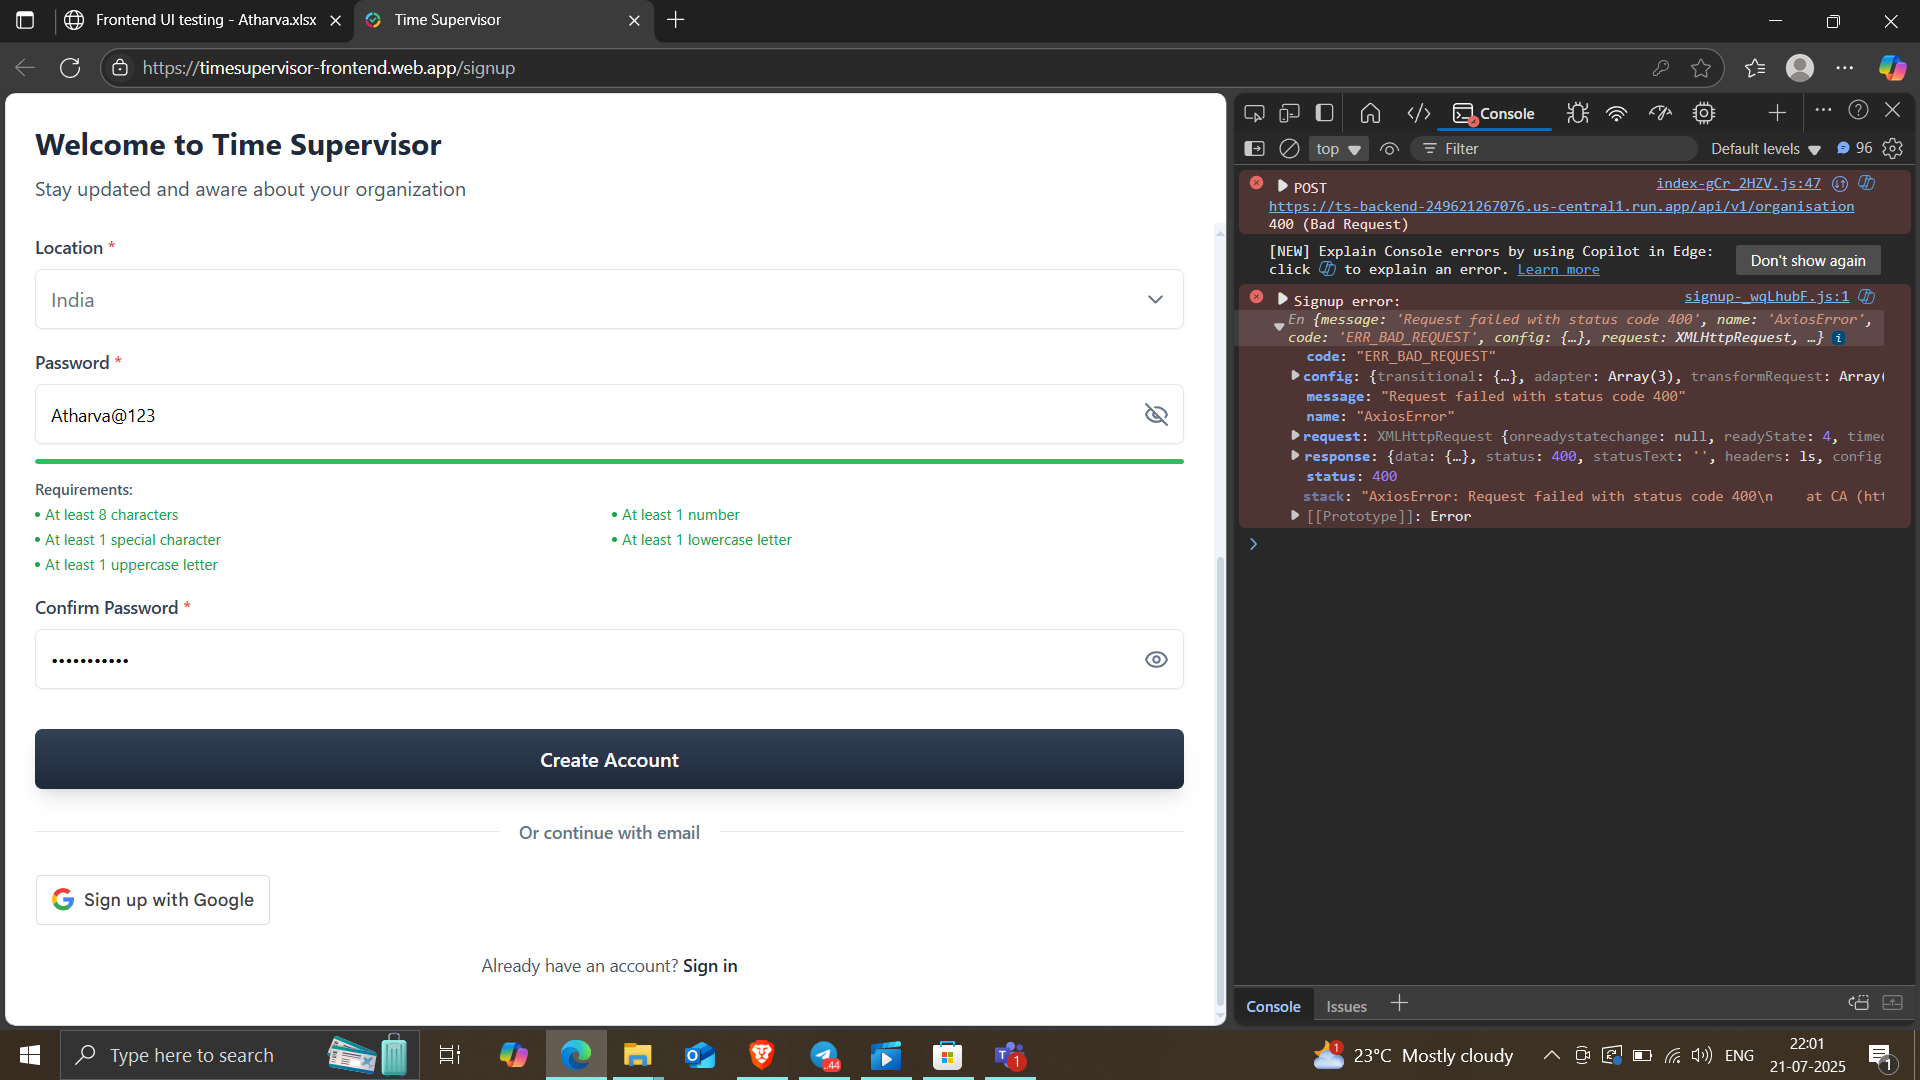 Frontend UI testing - Atharva.xlsx
Time Supervisor
https://timesupervisor-frontend.web.app/signup
Welcome to Time Supervisor
Stay updated and aware about your organization
Location *
India
Password *
Atharva@123
Requirements:
• At least 8 characters
• At least 1 number
• At least 1 special character
• At least 1 lowercase letter
• At least 1 uppercase letter
Confirm Password *
•••••••••••
Create Account
Or continue with email
Sign up with Google
Already have an account? Sign in
Console
top
Filter
Default levels
96
POST
index-gCr_2HZV.js:47
https://ts-backend-249621267076.us-central1.run.app/api/v1/organisation
400 (Bad Request)
[NEW] Explain Console errors by using Copilot in Edge:
click to explain an error. Learn more
Don't show again
Signup error:
signup-_wqLhubF.js:1
En {message: 'Request failed with status code 400', name: 'AxiosError',
code: 'ERR_BAD_REQUEST', config: {…}, request: XMLHttpRequest, …}
code: "ERR_BAD_REQUEST"
config: {transitional: {…}, adapter: Array(3), transformRequest: Array(
message: "Request failed with status code 400"
name: "AxiosError"
request: XMLHttpRequest {onreadystatechange: null, readyState: 4, timeo
response: {data: {…}, status: 400, statusText: '', headers: ls, config
status: 400
stack: "AxiosError: Request failed with status code 400\n    at CA (htt
[[Prototype]]: Error
Console
Issues
Type here to search
..44
1
1
23°C Mostly cloudy
ENG
22:01
21-07-2025
1